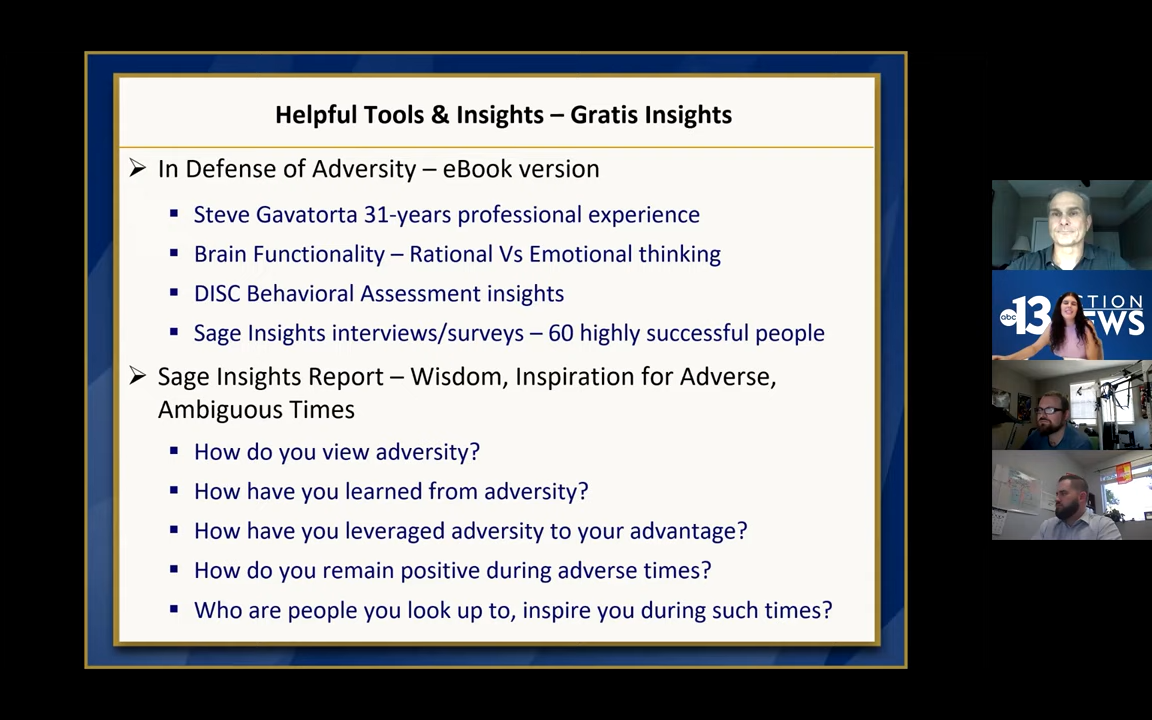 Helpful Tools & Insights – Gratis Insights
In Defense of Adversity – eBook version
Steve Gavatorta 31-years professional experience
Brain Functionality – Rational Vs Emotional thinking
DISC Behavioral Assessment insights
Sage Insights interviews/surveys – 60 highly successful people
Sage Insights Report – Wisdom, Inspiration for Adverse,
Ambiguous Times
How do you view adversity?
How have you learned from adversity?
How have you leveraged adversity to your advantage?
How do you remain positive during adverse times?
Who are people you look up to, inspire you during such times?
abc 13